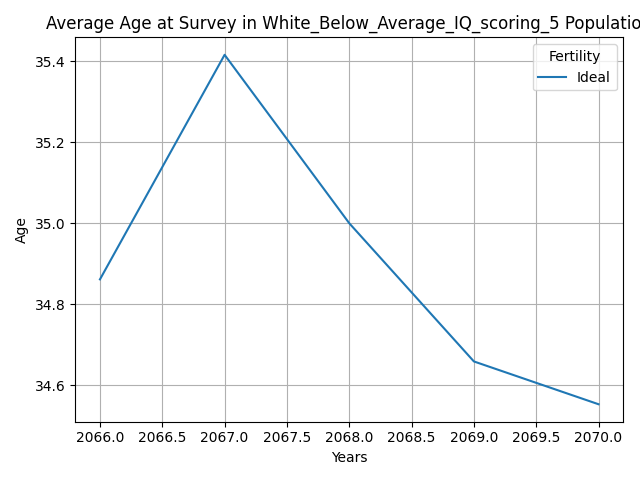 Average Age at Survey in White_Below_Average_IQ_scoring_5 Populatio
Fertility
Ideal
35.4
35.2
35.0
34.8
34.6
Age
2066.0 2066.5 2067.0 2067.5 2068.0 2068.5 2069.0 2069.5 2070.0
Years